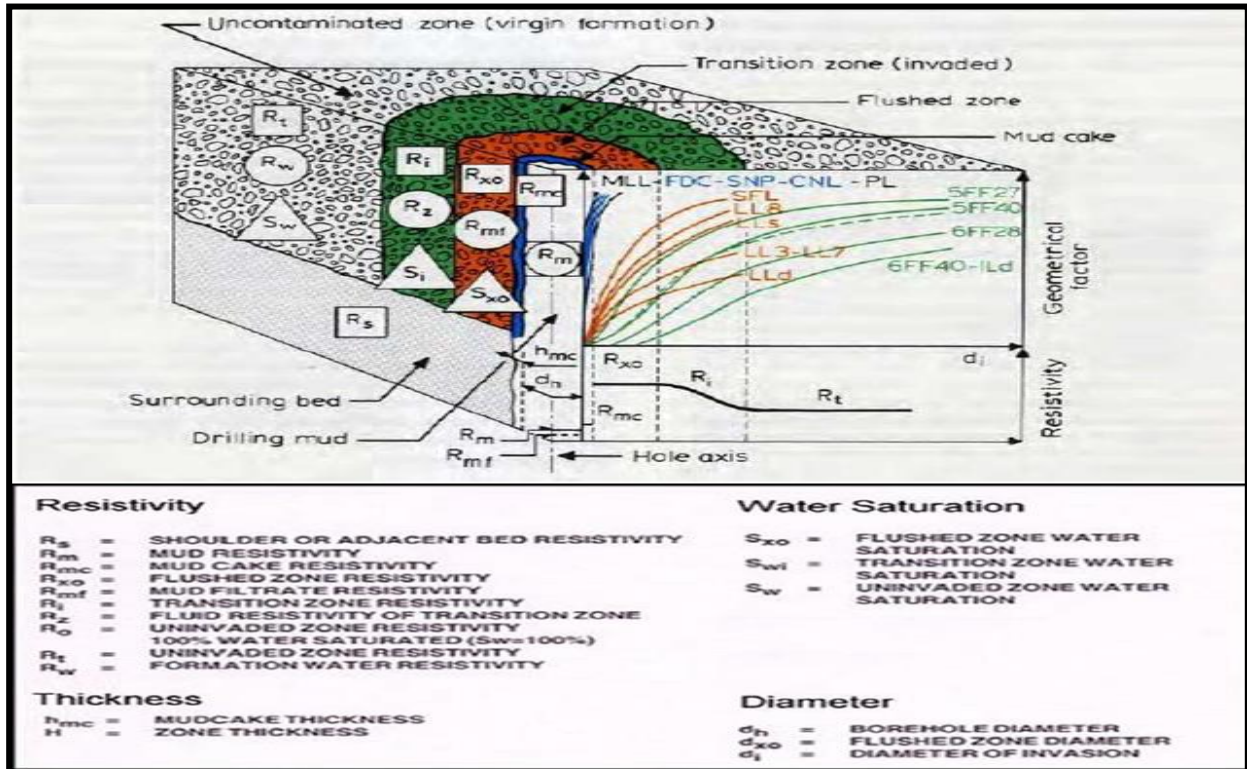 Uncontaminated zone (virgin formation)
Transition zone (invaded)
Flushed zone
Mud cake
Rt
Rw
Sw
Ri
Rz
Si
Rxo
Rmf
Sxo
Rmc
Rm
Rs
MLL-FDC-SNP-CNL-PL
SFL
LL8
LLs
LL3-LL7
LLd
5FF27
5FF40
6FF28
6FF40-ILd
Geometrical factor
hmc
dh
Rxo
Ri
Rt
di
Rmc
Resistivity
Surrounding bed
Drilling mud
Rm
Rmf
Hole axis
Resistivity
Rs = SHOULDER OR ADJACENT BED RESISTIVITY
Rm = MUD RESISTIVITY
Rmc = MUD CAKE RESISTIVITY
Rxo = FLUSHED ZONE RESISTIVITY
Rmf = MUD FILTRATE RESISTIVITY
Ri = TRANSITION ZONE RESISTIVITY
Rz = FLUID RESISTIVITY OF TRANSITION ZONE
Ro = UNINVADED ZONE RESISTIVITY
100% WATER SATURATED (Sw=100%)
Rt = UNINVADED ZONE RESISTIVITY
Rw = FORMATION WATER RESISTIVITY
Thickness
hmc = MUDCAKE THICKNESS
H = ZONE THICKNESS
Water Saturation
Sxo = FLUSHED ZONE WATER
SATURATION
Swi = TRANSITION ZONE WATER
SATURATION
Sw = UNINVADED ZONE WATER
SATURATION
Diameter
dh = BOREHOLE DIAMETER
dxo = FLUSHED ZONE DIAMETER
di = DIAMETER OF INVASION